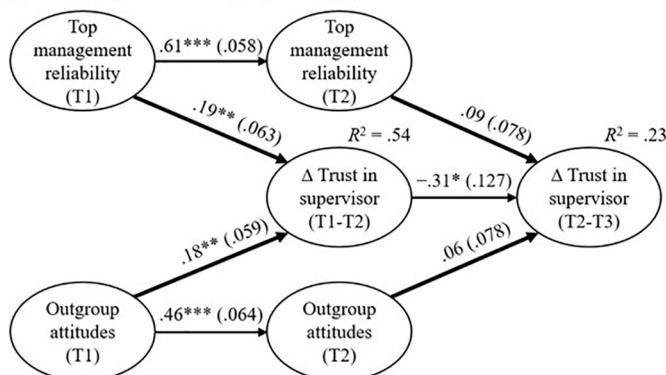 Top
management
reliability
(T1)
.61*** (.058)
Top
management
reliability
(T2)
.19** (.063)
.09 (.078)
R² = .54
R² = .23
Δ Trust in
supervisor
(T1-T2)
−.31* (.127)
Δ Trust in
supervisor
(T2-T3)
.18** (.059)
.06 (.078)
Outgroup
attitudes
(T1)
.46*** (.064)
Outgroup
attitudes
(T2)